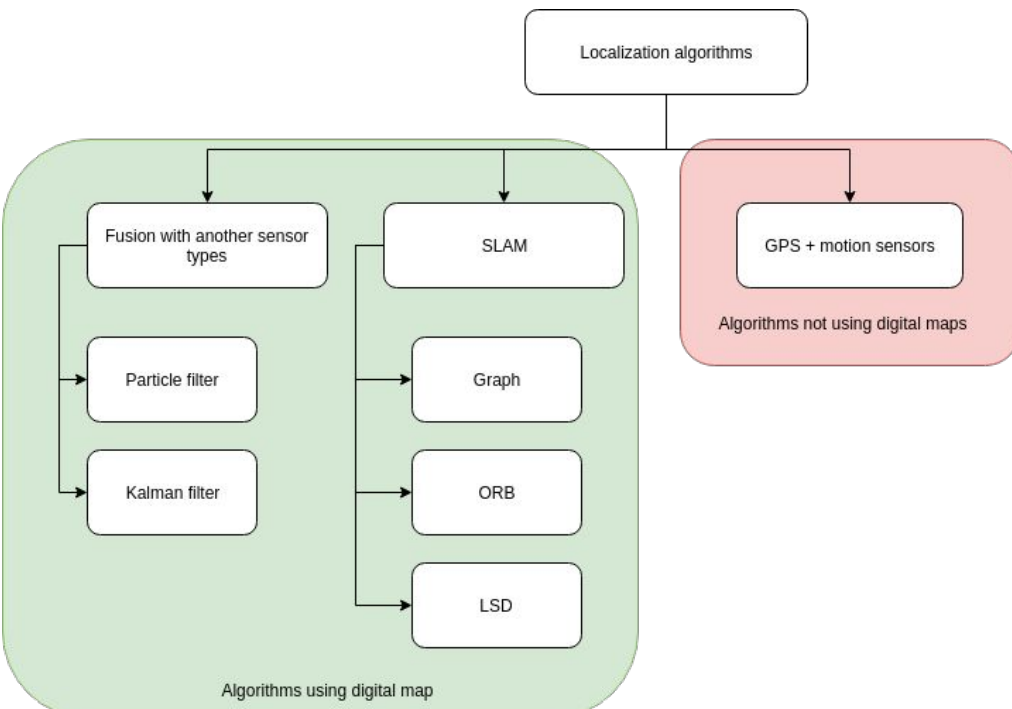 Localization algorithms
Fusion with another sensor
types
SLAM
GPS + motion sensors
Algorithms not using digital maps
Particle filter
Graph
Kalman filter
ORB
LSD
Algorithms using digital map